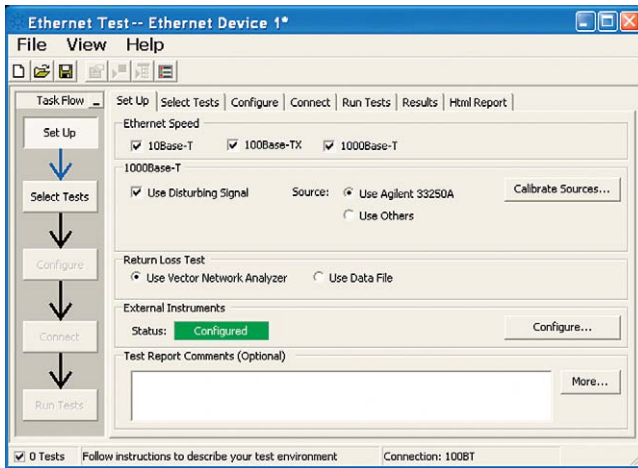 Ethernet Test-- Ethernet Device 1*
File View Help
Task Flow
Set Up Select Tests Configure Connect Run Tests Results Html Report
Set Up
Select Tests
Configure
Connect
Run Tests
Ethernet Speed
10Base-T 100Base-TX 1000Base-T
1000Base-T
Use Disturbing Signal Source: Use Agilent 33250A Calibrate Sources...
Use Others
Return Loss Test
Use Vector Network Analyzer Use Data File
External Instruments
Status: Configured Configure...
Test Report Comments (Optional)
More...
0 Tests Follow instructions to describe your test environment Connection: 100BT